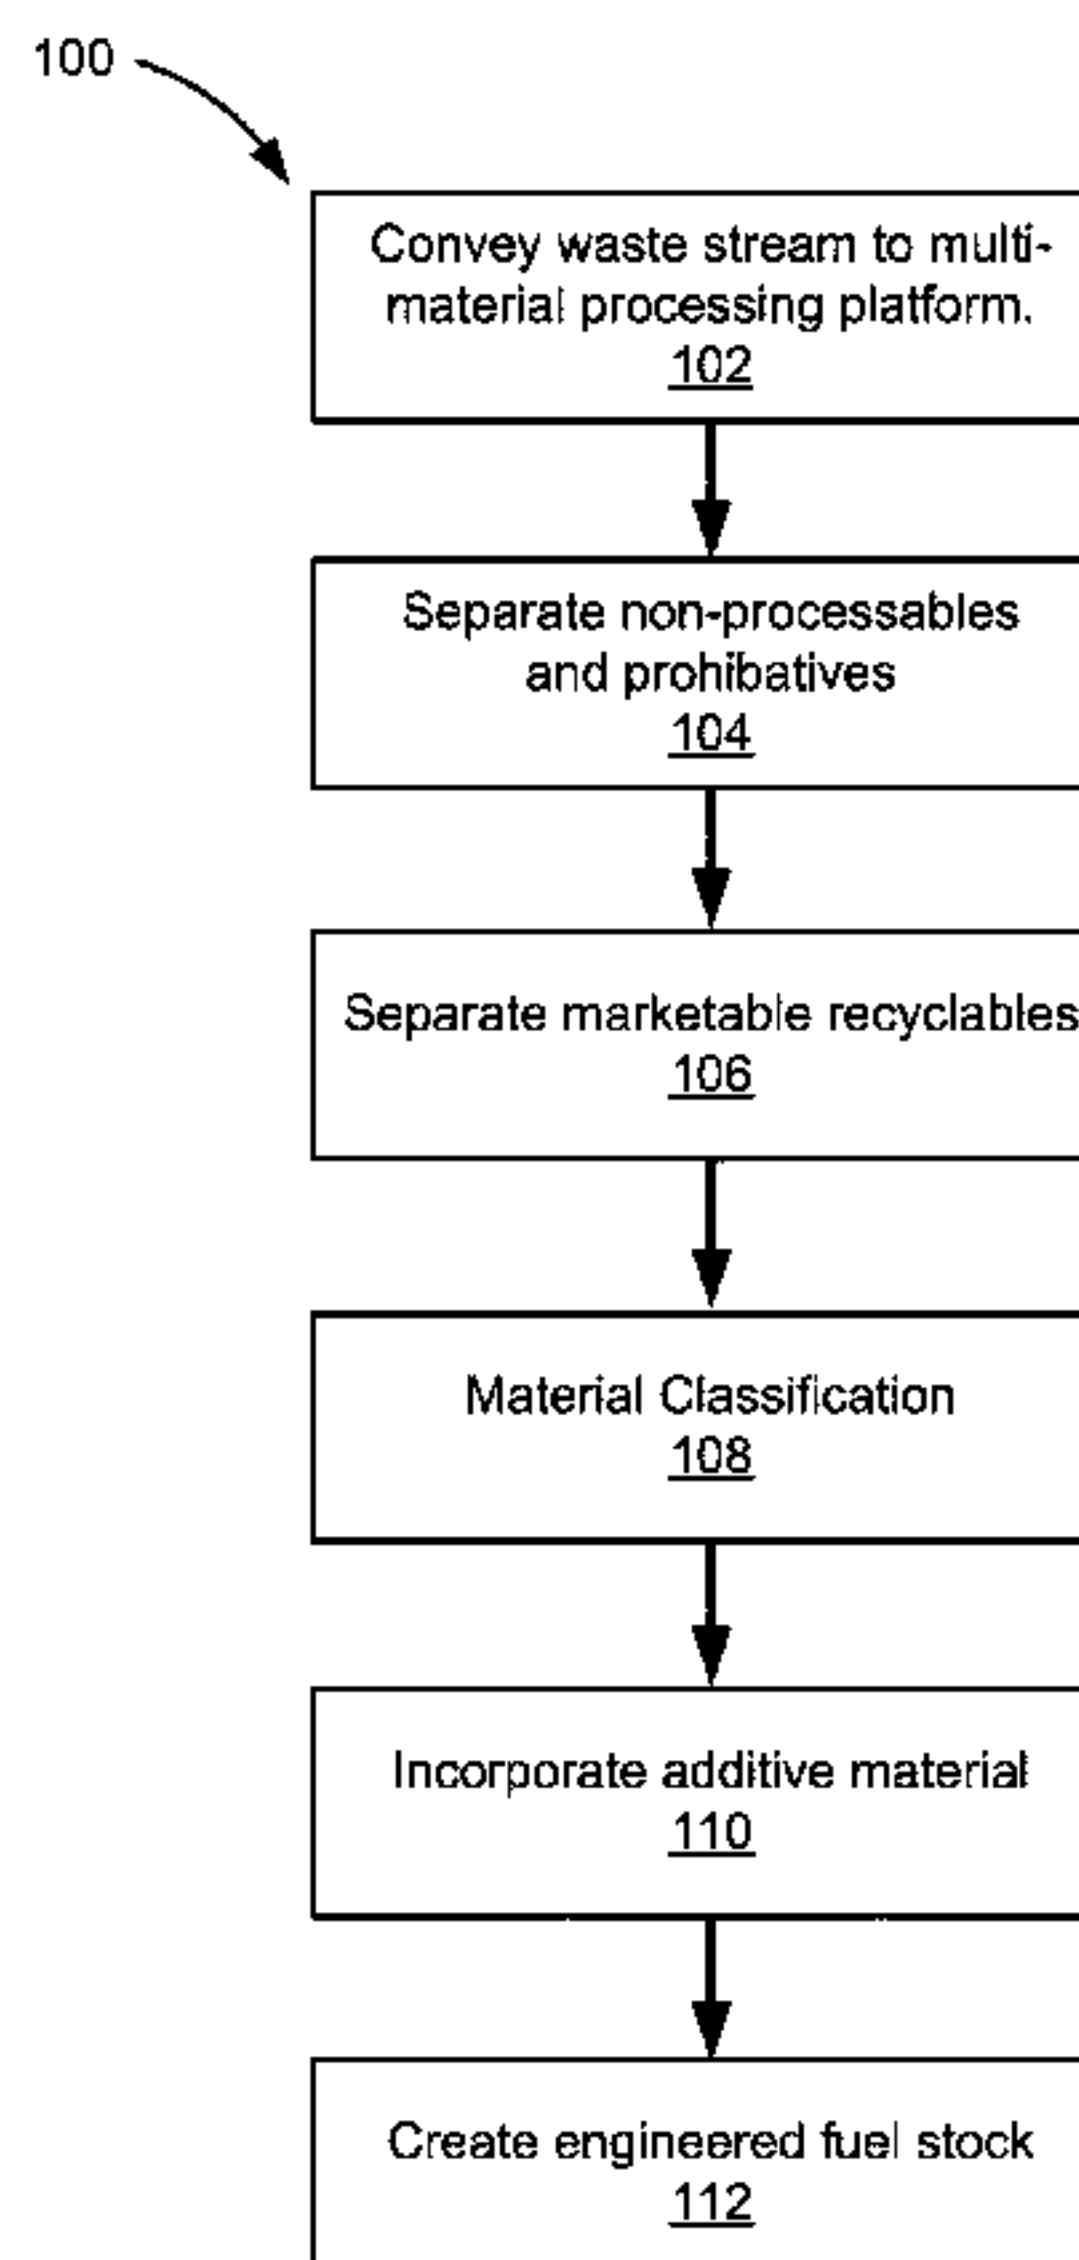 100
Convey waste stream to multi-
material processing platform.
102
Separate non-processables
and prohibatives
104
Separate marketable recyclables
106
Material Classification
108
Incorporate additive material
110
Create engineered fuel stock
112